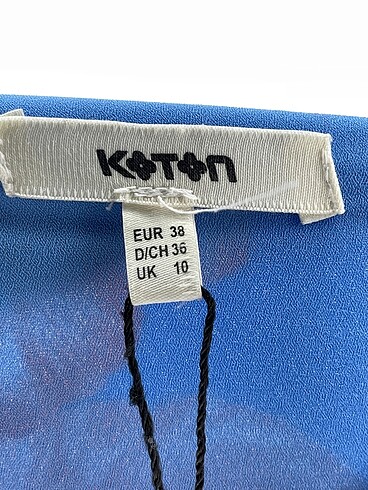 KOTON
EUR 38
D/CH 36
UK 10